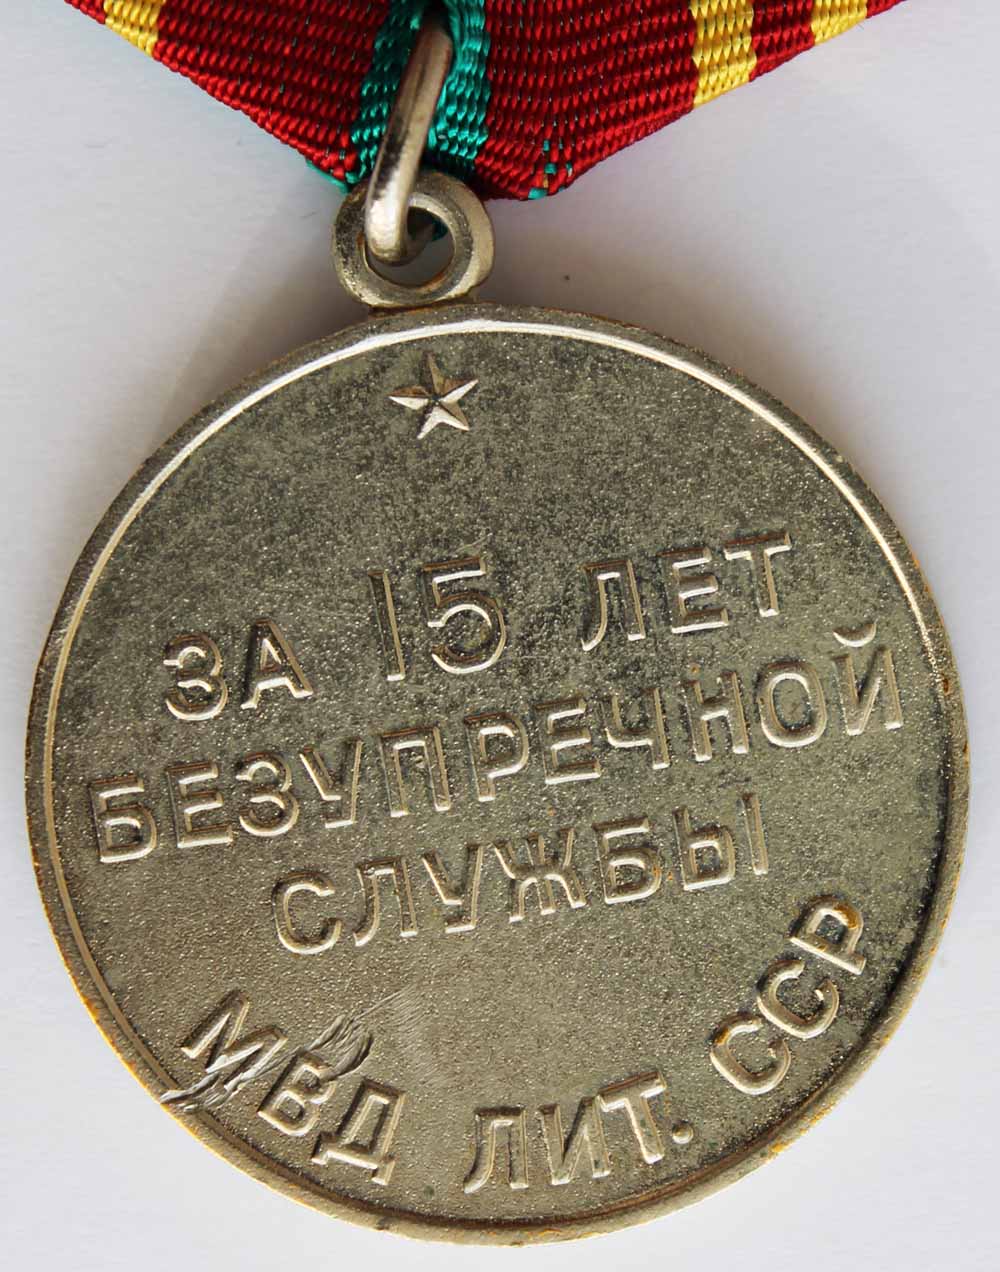 ЗА 15 ЛЕТ
БЕЗУПРЕЧНОЙ
СЛУЖБЫ
МВД ЛИТ. ССР